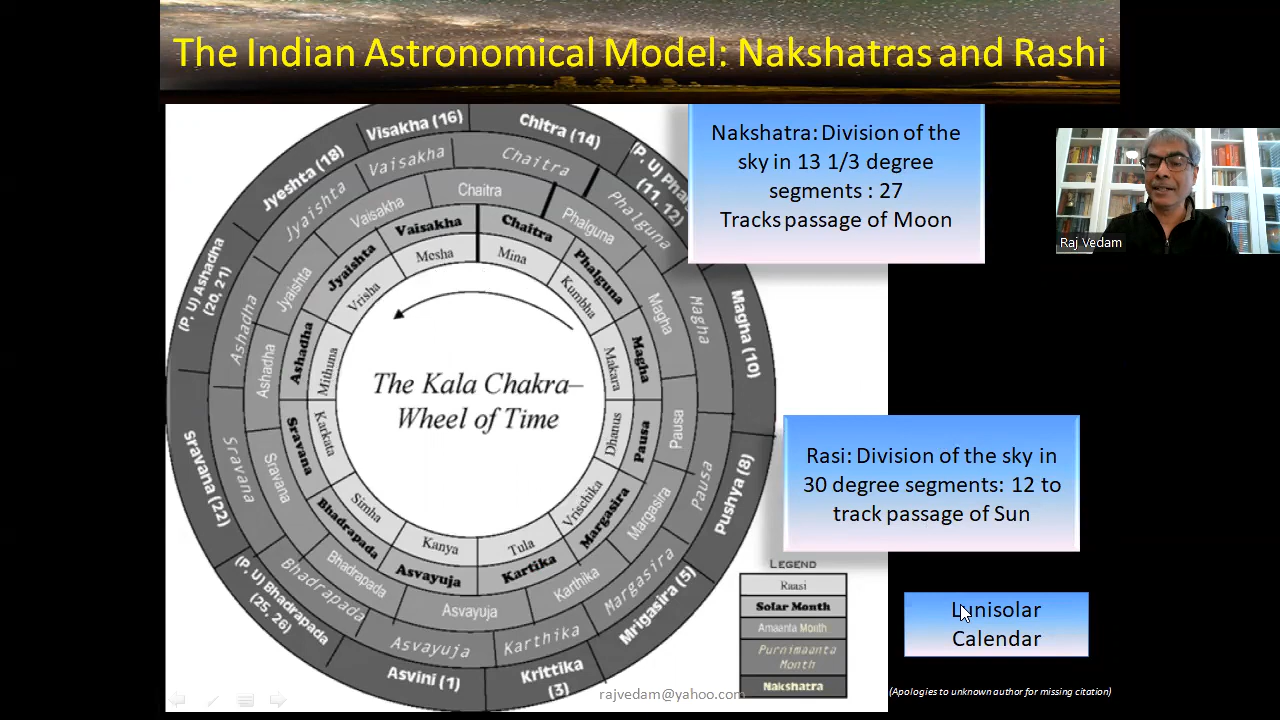 The Indian Astronomical Model: Nakshatras and Rashi
Nakshatra: Division of the
sky in 13 1/3 degree
segments : 27
Tracks passage of Moon
Raj Vedam
Visakha (16)
Chitra (14)
(P, U) Pha
(11, 12)
Magha (10)
Pushya (8)
Mrigasira (5)
Krittika
(3)
Asvini (1)
(P, U) Bhadrapada
(25, 26)
Sravana (22)
(P, U) Ashadha
(20, 21)
Jyeshta (18)
Vaisakha
Chaitra
Phalguna
Magha
Pausa
Margasira
Karthika
Asvayuja
Bhadrapada
Sravana
Ashadha
Jyaishta
Chaitra
Phalguna
Magha
Pausa
Margasira
Karthika
Asvayuja
Bhadrapada
Sravana
Ashadha
Jyaishta
Vaisakha
Vaisakha
Chaitra
Phalguna
Magha
Pausa
Margasira
Kartika
Asvayuja
Bhadrapada
Sravana
Ashadha
Jyaishta
Mesha
Mina
Kumbha
Makara
Dhanus
Vrischika
Tula
Kanya
Simha
Karkata
Mithuna
Vrisha
The Kala Chakra–
Wheel of Time
Rasi: Division of the sky in
30 degree segments: 12 to
track passage of Sun
LEGEND
Raasi
Solar Month
Amaanta Month
Purnimaanta
Month
Nakshatra
Lunisolar
Calendar
rajvedam@yahoo.com
(Apologies to unknown author for missing citation)